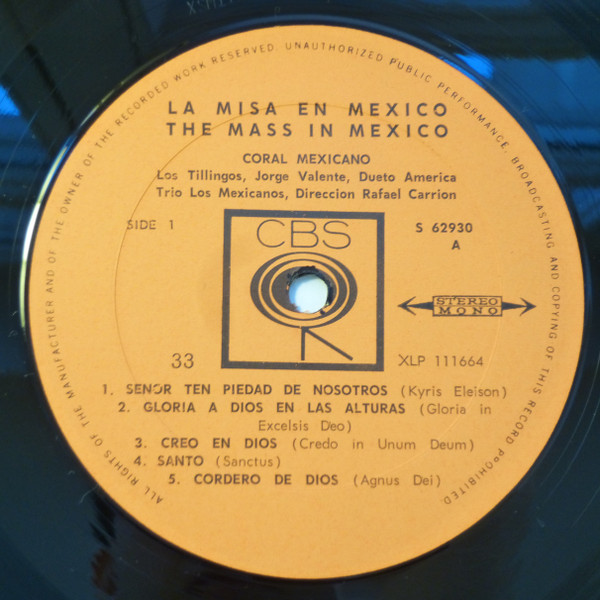 ALL RIGHTS OF THE MANUFACTURER AND OF THE OWNER OF THE RECORDED WORK RESERVED. UNAUTHORIZED PUBLIC PERFORMANCE, BROADCASTING AND COPYING OF THIS RECORD PROHIBITED.
LA MISA EN MEXICO
THE MASS IN MEXICO
CORAL MEXICANO
Los Tillingos, Jorge Valente, Dueto America
Trio Los Mexicanos, Direccion Rafael Carrion
SIDE 1
CBS
S 62930
A
STEREO
MONO
33
XLP 111664
1. SENOR TEN PIEDAD DE NOSOTROS (Kyris Eleison)
2. GLORIA A DIOS EN LAS ALTURAS (Gloria in
Excelsis Deo)
3. CREO EN DIOS (Credo in Unum Deum)
4. SANTO (Sanctus)
5. CORDERO DE DIOS (Agnus Dei)